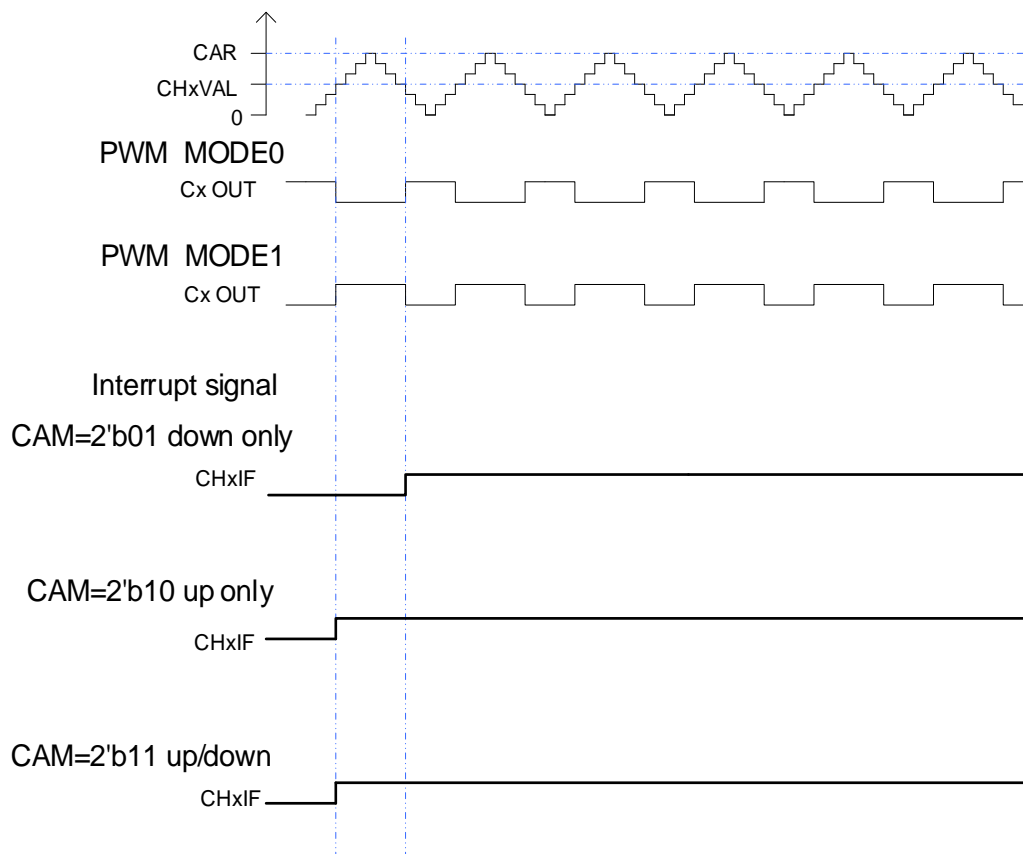 CAR
CHxVAL
0
PWM MODE0
Cx OUT
PWM MODE1
Cx OUT
Interrupt signal
CAM=2'b01 down only
CHxIF
CAM=2'b10 up only
CHxIF
CAM=2'b11 up/down
CHxIF